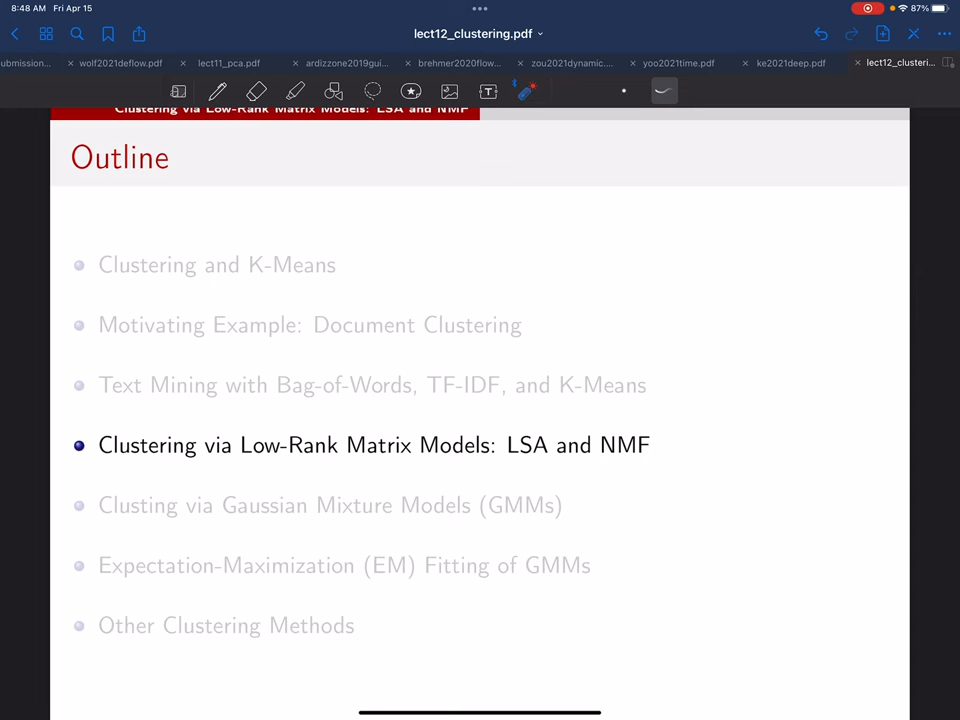 8:48 AM Fri Apr 15
87%
lect12_clustering.pdf
ubmission...
wolf2021deflow.pdf
lect11_pca.pdf
ardizzone2019gui...
brehmer2020flow...
zou2021dynamic....
yoo2021time.pdf
ke2021deep.pdf
lect12_clusteri...
Clustering via Low-Rank Matrix Models: LSA and NMF
Outline
Clustering and K-Means
Motivating Example: Document Clustering
Text Mining with Bag-of-Words, TF-IDF, and K-Means
Clustering via Low-Rank Matrix Models: LSA and NMF
Clusting via Gaussian Mixture Models (GMMs)
Expectation-Maximization (EM) Fitting of GMMs
Other Clustering Methods